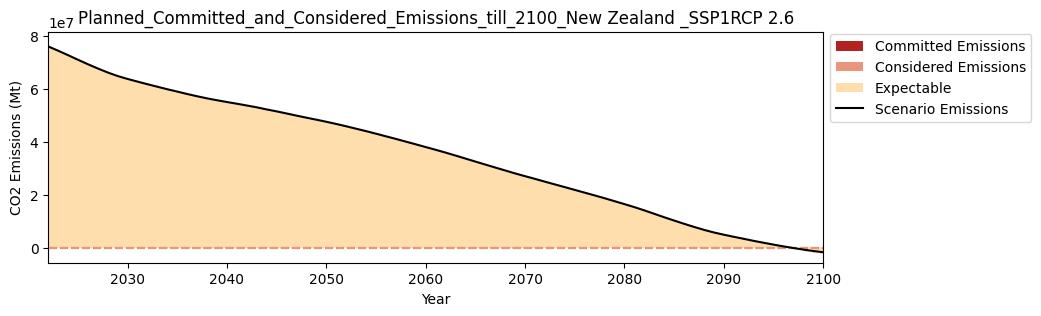 Planned_Committed_and_Considered_Emissions_till_2100_New Zealand _SSP1RCP 2.6
1e7
8
6
4
2
0
CO2 Emissions (Mt)
2030 2040 2050 2060 2070 2080 2090 2100
Year
Committed Emissions
Considered Emissions
Expectable
Scenario Emissions